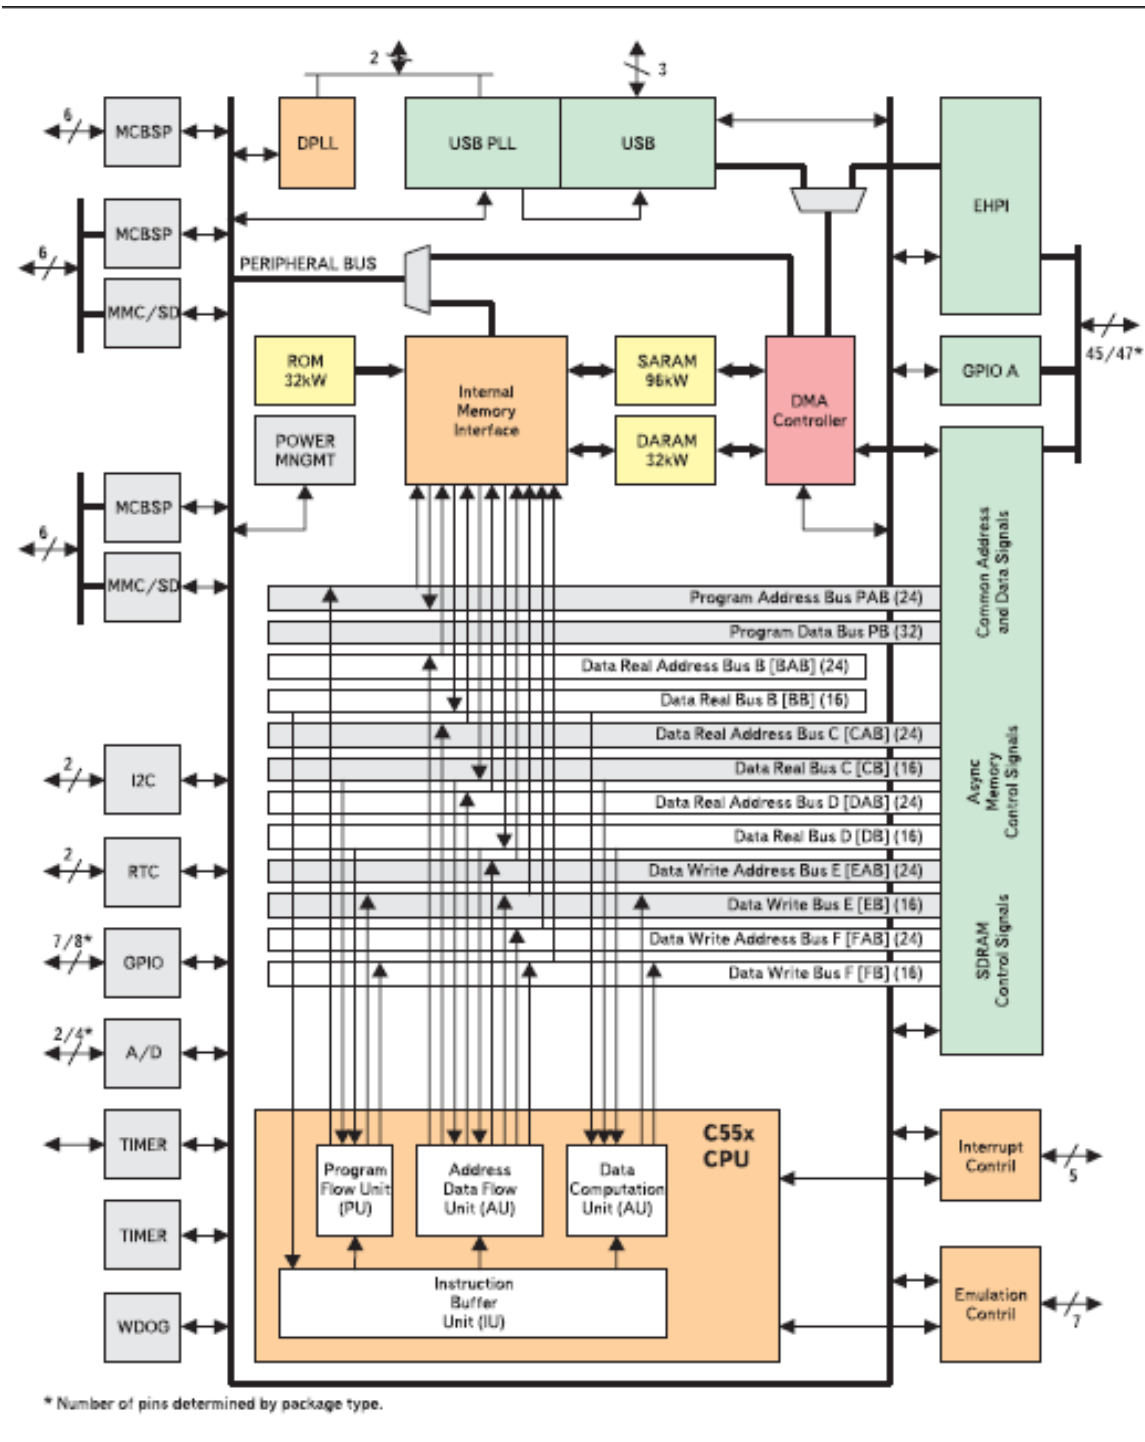 2
3
6
MCBSP
DPLL
USB PLL
USB
EHPI
6
MCBSP
MMC/SD
PERIPHERAL BUS
45/47*
ROM
32kW
Internal
Memory
Interface
SARAM
96kW
DMA
Controller
GPIO A
POWER
MNGMT
DARAM
32kW
6
MCBSP
MMC/SD
Common Address
and Data Signals
Program Address Bus PAB (24)
Program Data Bus PB (32)
Data Real Address Bus B [BAB] (24)
Data Real Bus B [BB] (16)
Data Real Address Bus C [CAB] (24)
Data Real Bus C [CB] (16)
Data Real Address Bus D [DAB] (24)
Data Real Bus D [DB] (16)
Data Write Address Bus E [EAB] (24)
Data Write Bus E [EB] (16)
Data Write Address Bus F [FAB] (24)
Data Write Bus F [FB] (16)
Async
Memory
Control Signals
SDRAM
Control Signals
2
I2C
2
RTC
7/8*
GPIO
2/4*
A/D
TIMER
TIMER
WDOG
C55x
CPU
Program
Flow Unit
(PU)
Address
Data Flow
Unit (AU)
Data
Computation
Unit (AU)
Instruction
Buffer
Unit (IU)
Interrupt
Contril
5
Emulation
Contril
7
* Number of pins determined by package type.